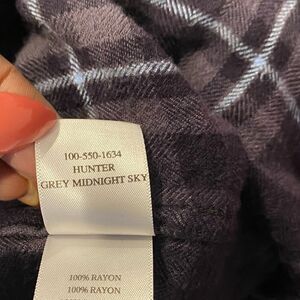 100-550-1634
HUNTER
GREY MIDNIGHT SKY
100% RAYON
100% RAYON